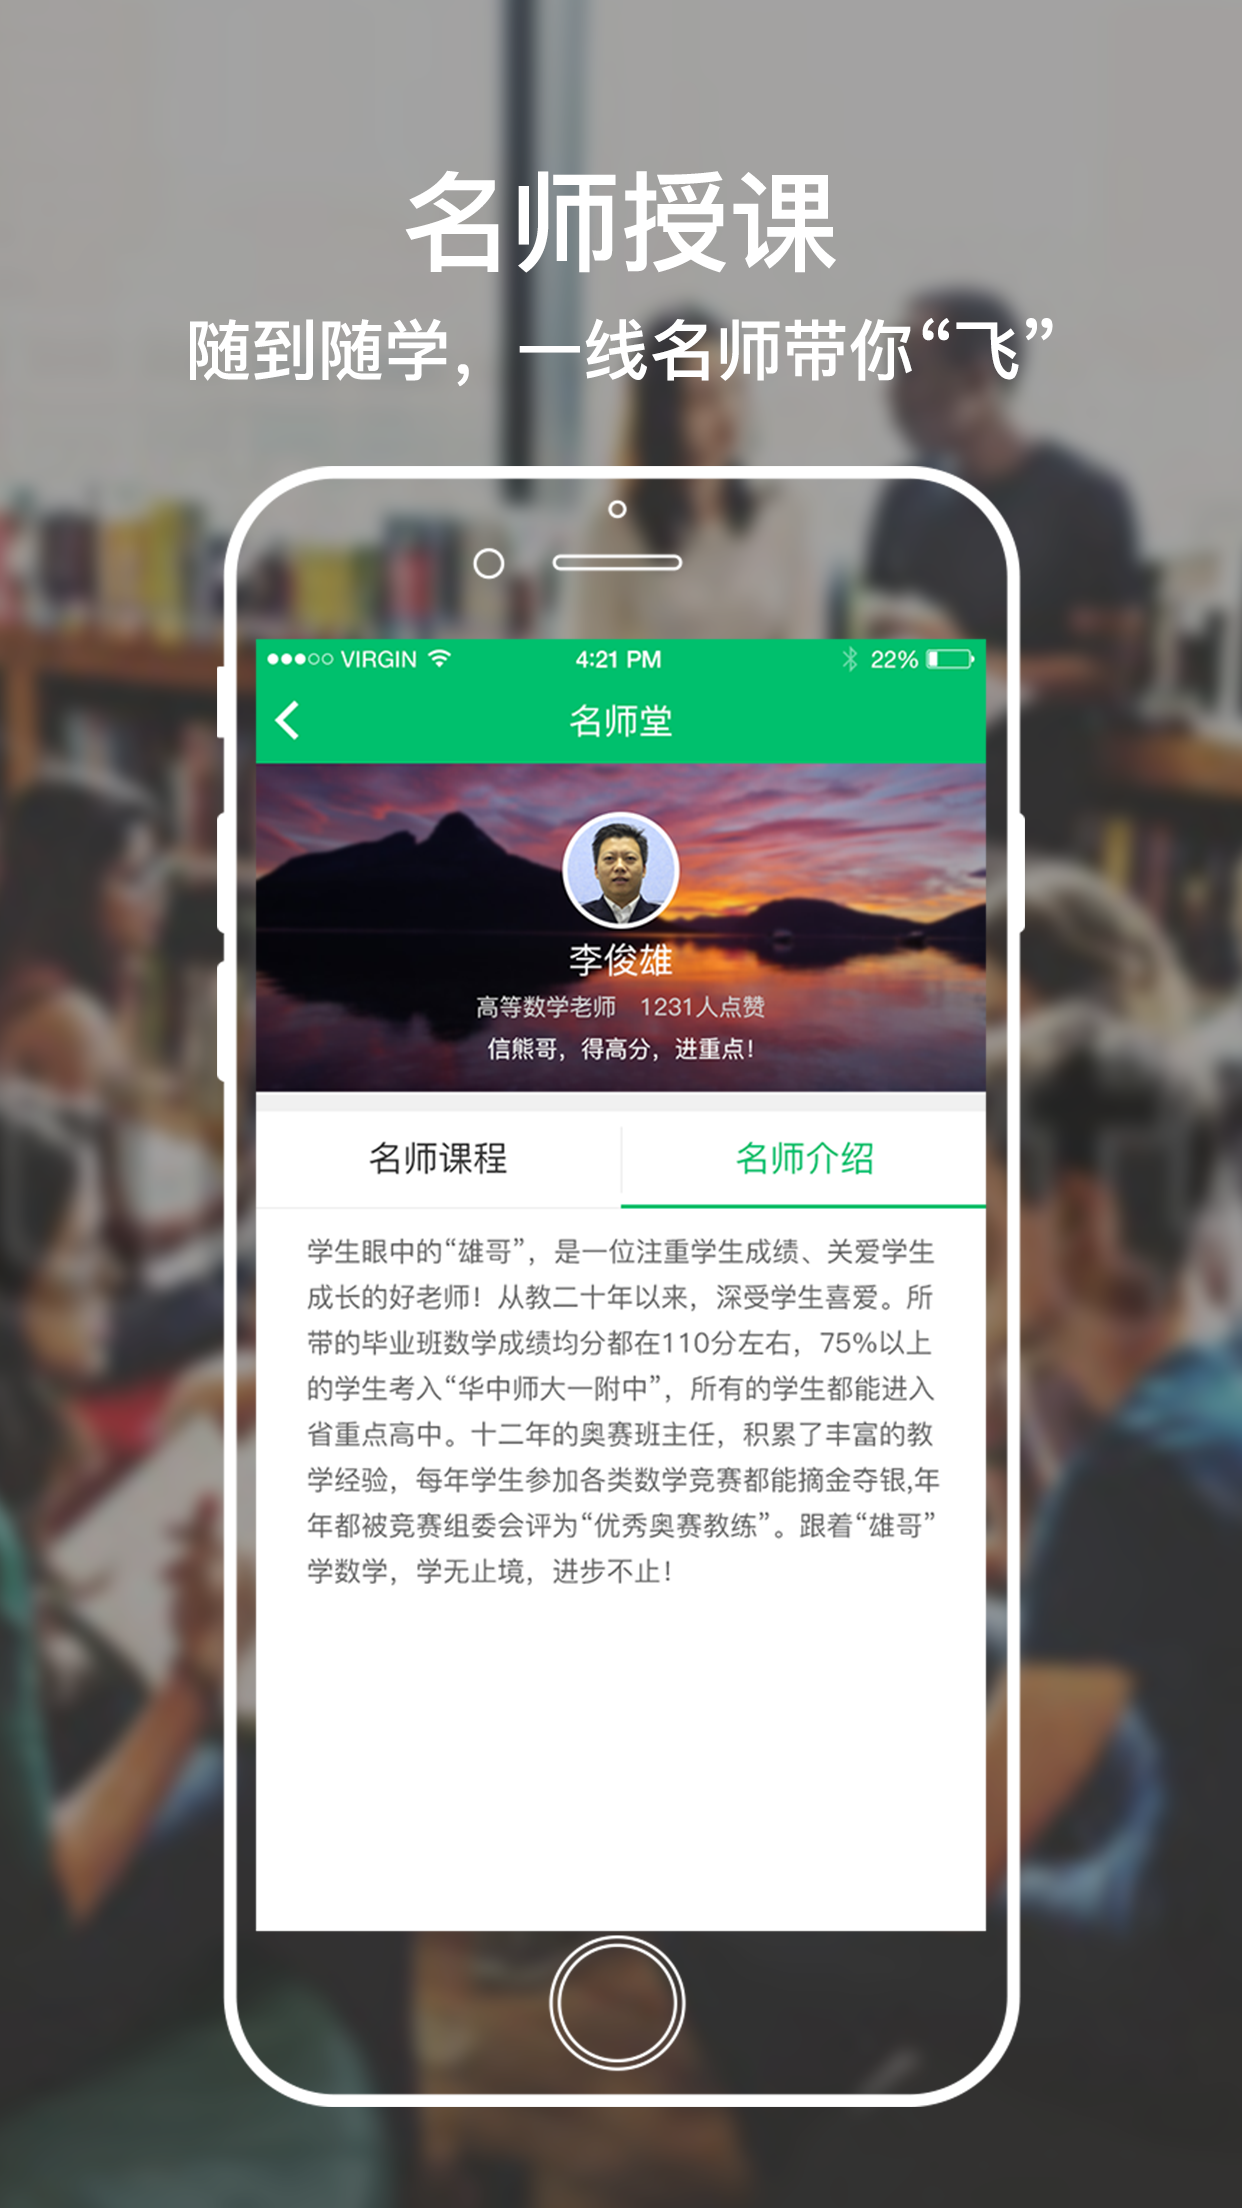 名师授课
随到随学，一线名师带你“飞”
VIRGIN 4:21 PM 22%
名师堂
李俊雄
高等数学老师 1231人点赞
信熊哥，得高分，进重点！
名师课程 名师介绍
学生眼中的“雄哥”，是一位注重学生成绩、关爱学生
成长的好老师！从教二十年以来，深受学生喜爱。所
带的毕业班数学成绩均分都在110分左右，75%以上
的学生考入“华中师大一附中”，所有的学生都能进入
省重点高中。十二年的奥赛班主任，积累了丰富的教
学经验，每年学生参加各类数学竞赛都能摘金夺银,年
年都被竞赛组委会评为“优秀奥赛教练”。跟着“雄哥”
学数学，学无止境，进步不止！